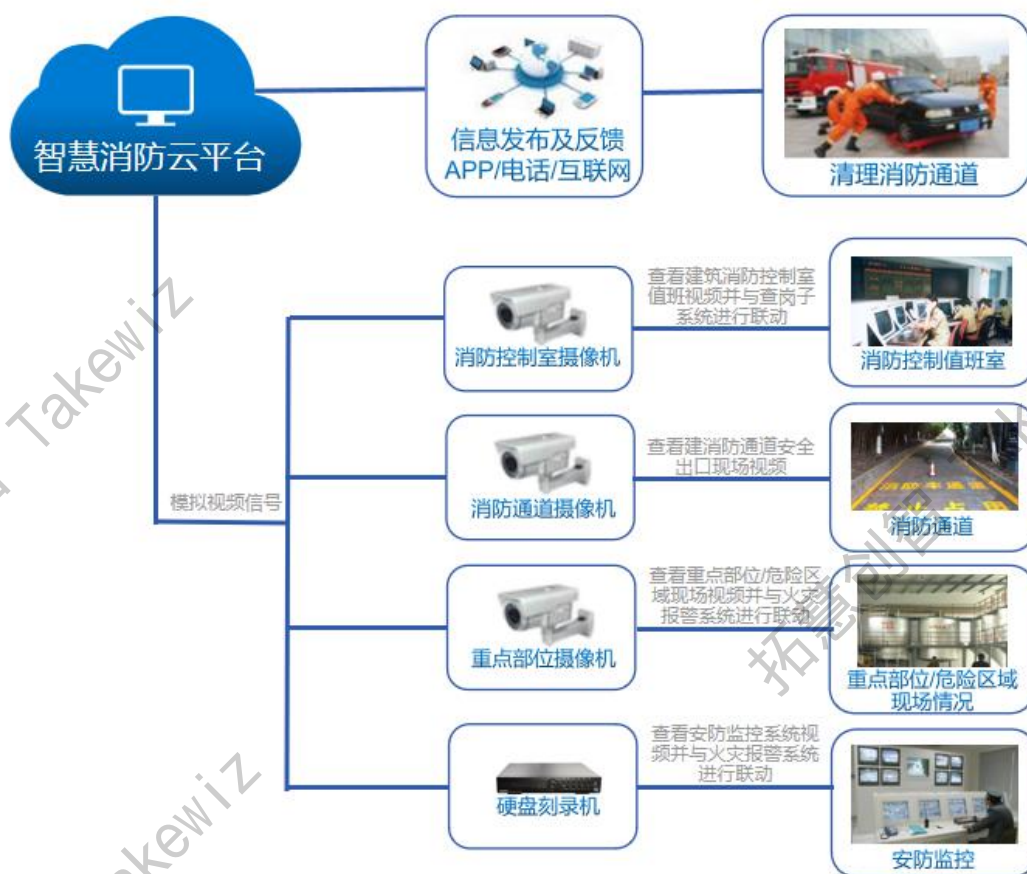 智慧消防云平台
信息发布及反馈
APP/电话/互联网
清理消防通道
查看建筑消防控制室
值班视频并与查岗子
系统进行联动
消防控制室摄像机
消防控制值班室
查看建消防通道安全
出口现场视频
消防通道摄像机
消防通道
模拟视频信号
查看重点部位/危险区
域现场视频并与火灾
报警系统进行联动
重点部位摄像机
重点部位/危险区域
现场情况
查看安防监控系统视
频并与火灾报警系统
进行联动
硬盘刻录机
安防监控
Takewiz
拓慧创智
Takewiz